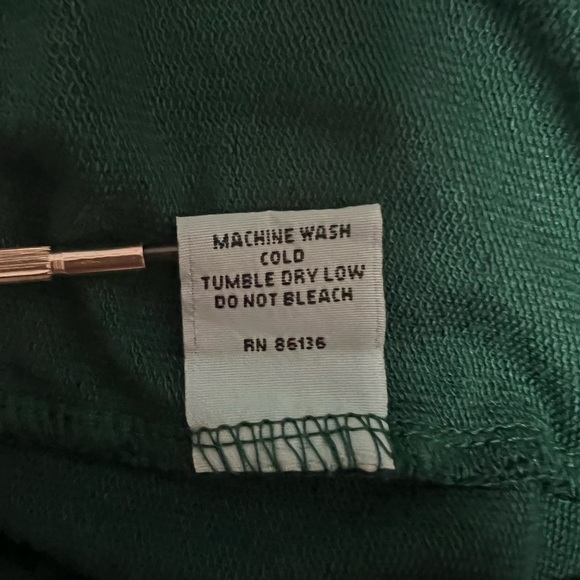 MACHINE WASH
COLD
TUMBLE DRY LOW
DO NOT BLEACH
RN 86136